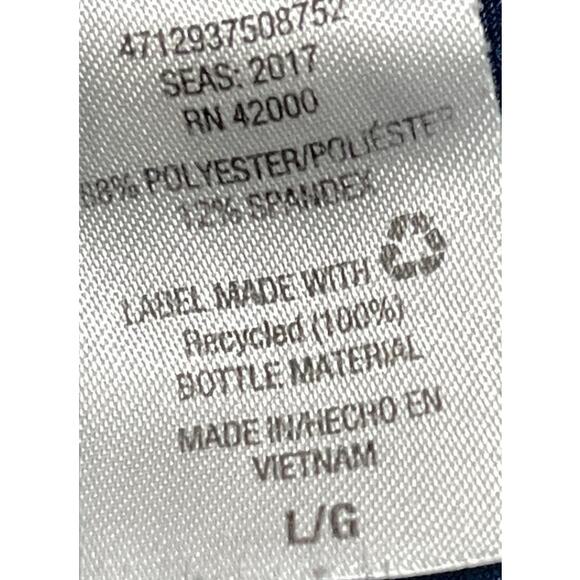 4712937508752
SEAS: 2017
RN 42000
88% POLYESTER/POLIÉSTER
12% SPANDEX
LABEL MADE WITH
Recycled (100%)
BOTTLE MATERIAL
MADE IN/HECHO EN
VIETNAM
L/G